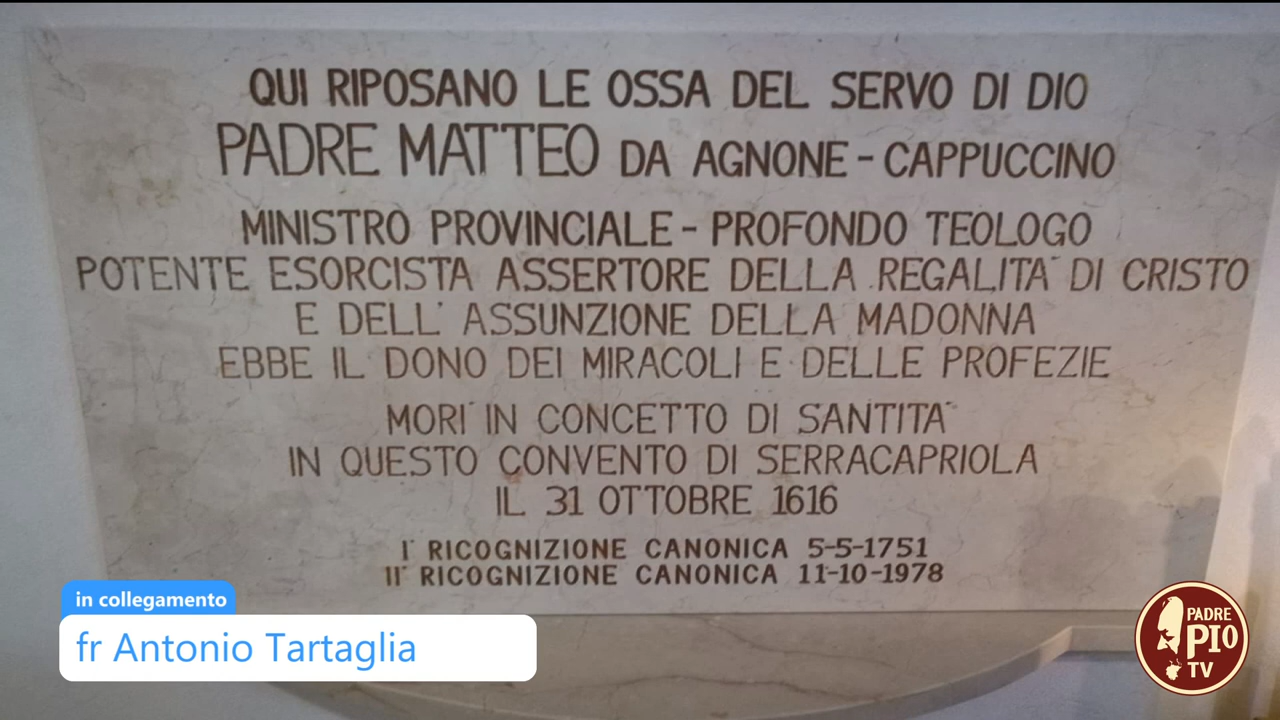 QUI RIPOSANO LE OSSA DEL SERVO DI DIO
PADRE MATTEO DA AGNONE - CAPPUCCINO
MINISTRO PROVINCIALE - PROFONDO TEOLOGO
POTENTE ESORCISTA ASSERTORE DELLA REGALITA' DI CRISTO
E DELL' ASSUNZIONE DELLA MADONNA
EBBE IL DONO DEI MIRACOLI E DELLE PROFEZIE
MORI' IN CONCETTO DI SANTITA'
IN QUESTO CONVENTO DI SERRACAPRIOLA
IL 31 OTTOBRE 1616
I' RICOGNIZIONE CANONICA 5-5-1751
II' RICOGNIZIONE CANONICA 11-10-1978
in collegamento
fr Antonio Tartaglia
PADRE
PIO
TV